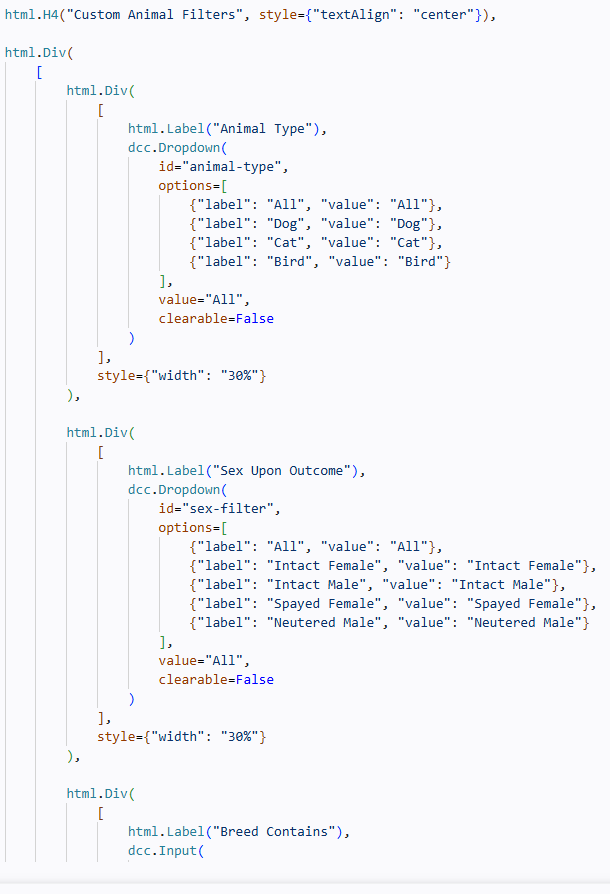 html.H4("Custom Animal Filters", style={"textAlign": "center"}),
html.Div(
[
html.Div(
[
html.Label("Animal Type"),
dcc.Dropdown(
id="animal-type",
options=[
{"label": "All", "value": "All"},
{"label": "Dog", "value": "Dog"},
{"label": "Cat", "value": "Cat"},
{"label": "Bird", "value": "Bird"}
],
value="All",
clearable=False
)
],
style={"width": "30%"}
),
html.Div(
[
html.Label("Sex Upon Outcome"),
dcc.Dropdown(
id="sex-filter",
options=[
{"label": "All", "value": "All"},
{"label": "Intact Female", "value": "Intact Female"},
{"label": "Intact Male", "value": "Intact Male"},
{"label": "Spayed Female", "value": "Spayed Female"},
{"label": "Neutered Male", "value": "Neutered Male"}
],
value="All",
clearable=False
)
],
style={"width": "30%"}
),
html.Div(
[
html.Label("Breed Contains"),
dcc.Input(